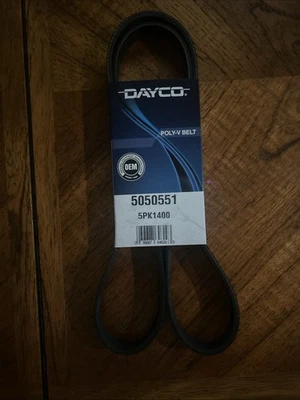 DAYCO
POLY-V BELT
OEM
5050551
5PK1400